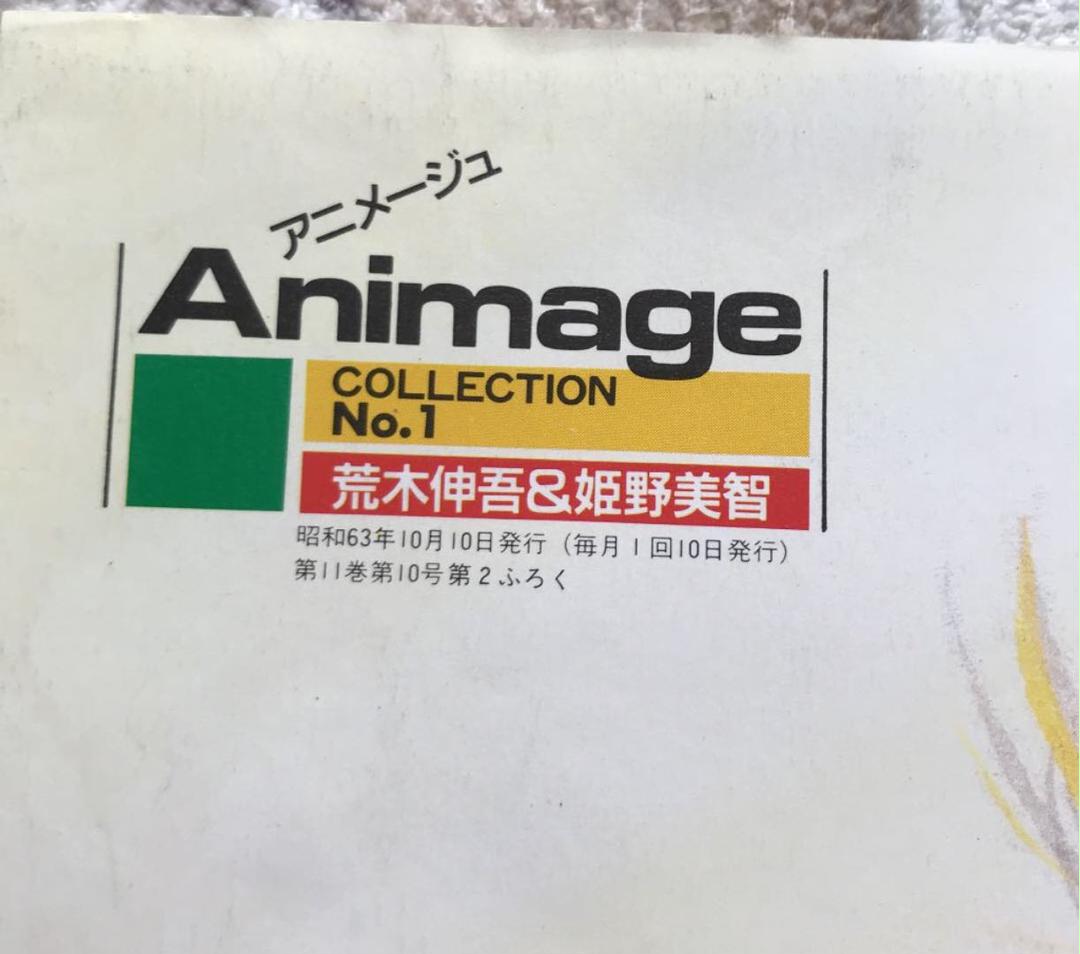 アニメージュ
Animage
COLLECTION
No.1
荒木伸吾&姫野美智
昭和63年10月10日発行（毎月1回10日発行）
第11巻第10号第2ふろく